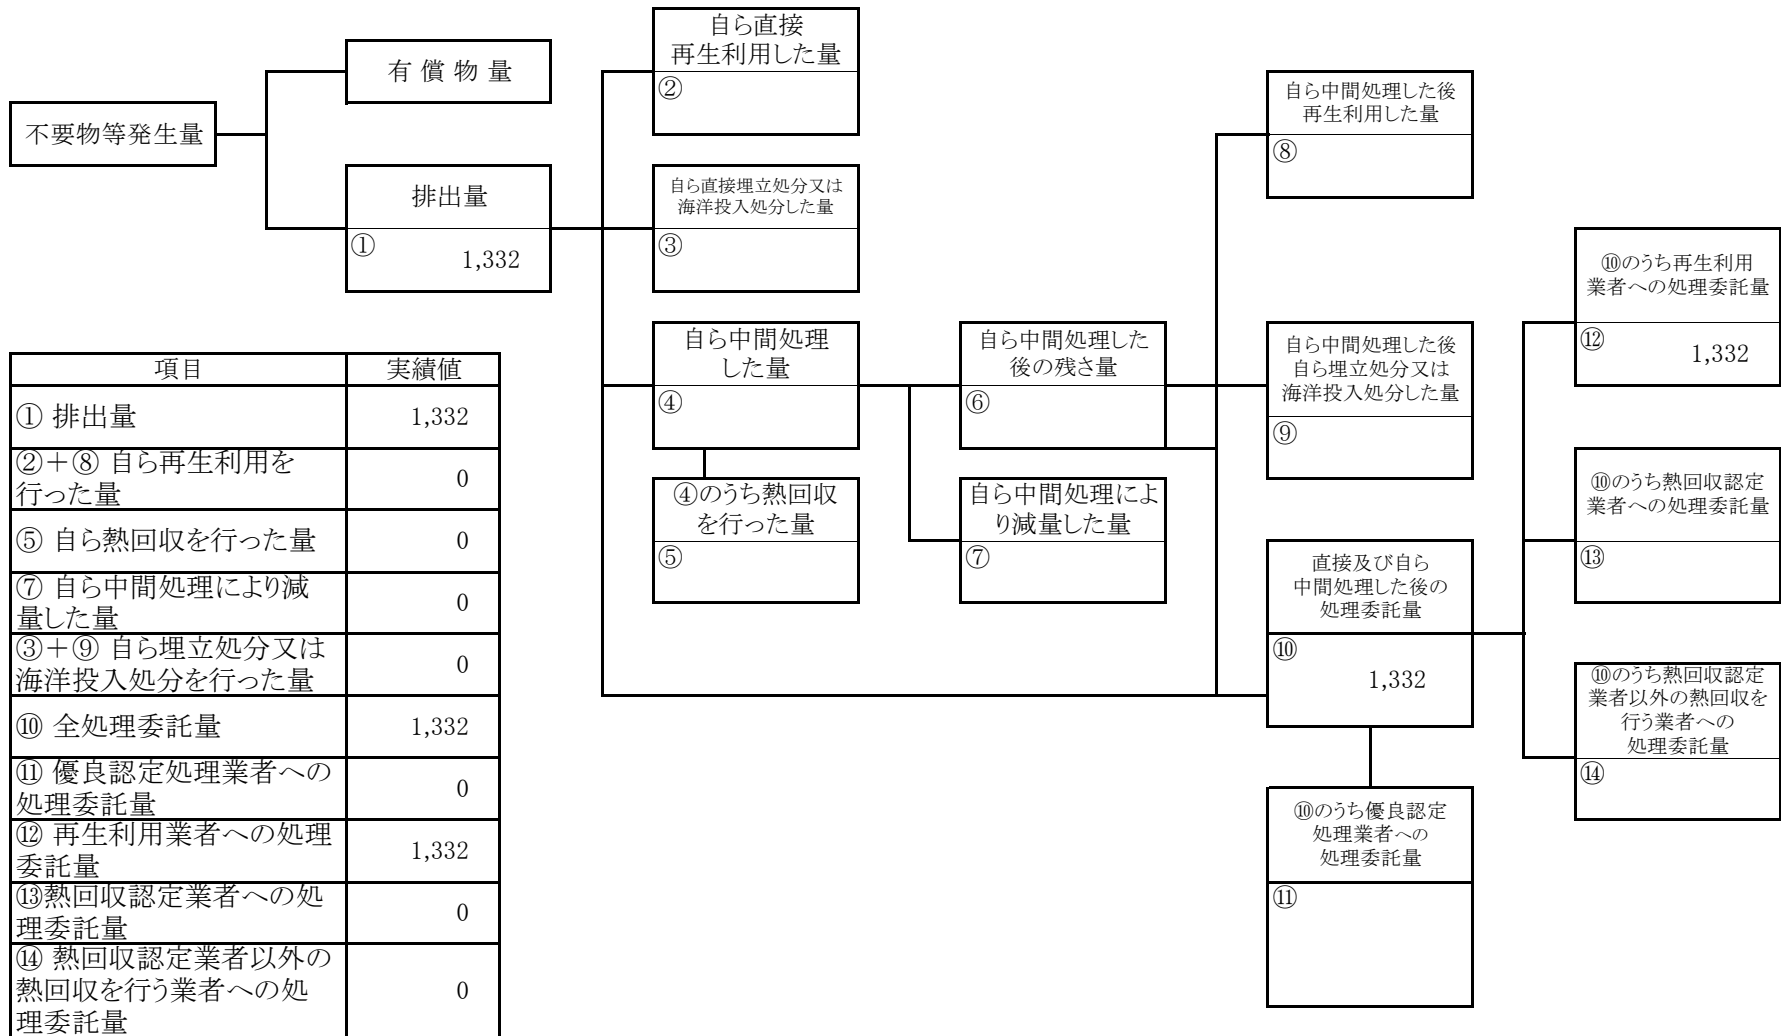 不要物等発生量
有 償 物 量
排出量
①
1,332
自ら直接
再生利用した量
②
自ら直接埋立処分又は
海洋投入処分した量
③
自ら中間処理
した量
④
④のうち熱回収
を行った量
⑤
自ら中間処理した
後の残さ量
⑥
自ら中間処理によ
り減量した量
⑦
自ら中間処理した後
再生利用した量
⑧
自ら中間処理した後
自ら埋立処分又は
海洋投入処分した量
⑨
直接及び自ら
中間処理した後の
処理委託量
⑩
1,332
⑩のうち優良認定
処理業者への
処理委託量
⑪
⑩のうち再生利用
業者への処理委託量
⑫
1,332
⑩のうち熱回収認定
業者への処理委託量
⑬
⑩のうち熱回収認定
業者以外の熱回収を
行う業者への
処理委託量
⑭
項目 実績値
① 排出量 1,332
②+⑧ 自ら再生利用を
行った量 0
⑤ 自ら熱回収を行った量 0
⑦ 自ら中間処理により減
量した量 0
③+⑨ 自ら埋立処分又は
海洋投入処分を行った量 0
⑩ 全処理委託量 1,332
⑪ 優良認定処理業者への
処理委託量 0
⑫ 再生利用業者への処理
委託量 1,332
⑬熱回収認定業者への処
理委託量 0
⑭ 熱回収認定業者以外の
熱回収を行う業者への処
理委託量 0